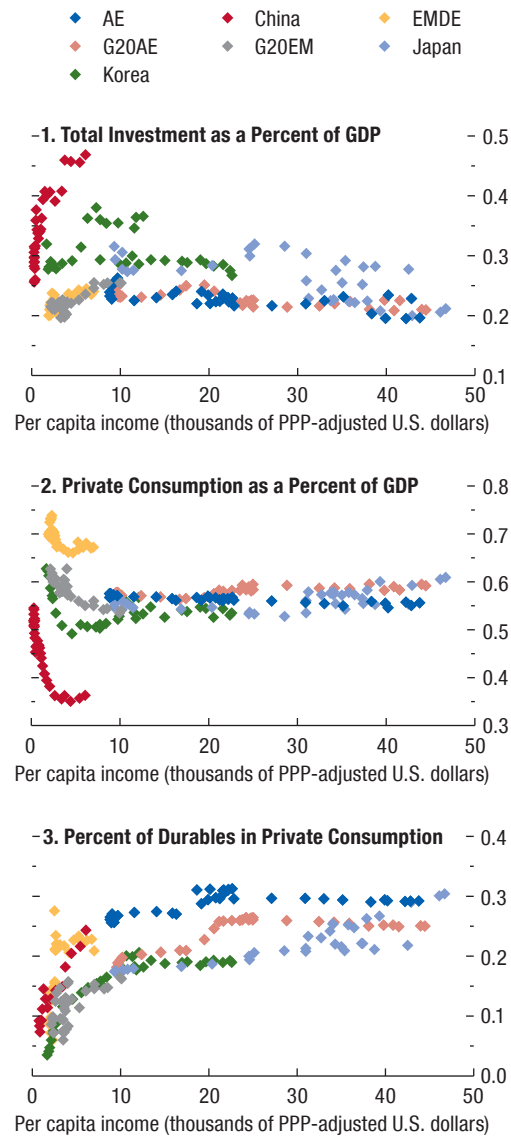 AE China EMDE
G20AE G20EM Japan
Korea
1. Total Investment as a Percent of GDP
0.5
0.4
0.3
0.2
0.1
0 10 20 30 40 50
Per capita income (thousands of PPP-adjusted U.S. dollars)
2. Private Consumption as a Percent of GDP
0.8
0.7
0.6
0.5
0.4
0.3
0 10 20 30 40 50
Per capita income (thousands of PPP-adjusted U.S. dollars)
3. Percent of Durables in Private Consumption
0.4
0.3
0.2
0.1
0.0
0 10 20 30 40 50
Per capita income (thousands of PPP-adjusted U.S. dollars)